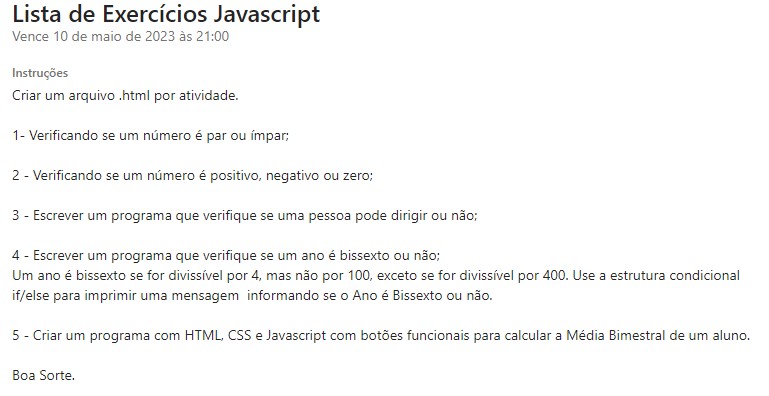 Lista de Exercícios Javascript
Vence 10 de maio de 2023 às 21:00
Instruções
Criar um arquivo .html por atividade.
1- Verificando se um número é par ou ímpar;
2 - Verificando se um número é positivo, negativo ou zero;
3 - Escrever um programa que verifique se uma pessoa pode dirigir ou não;
4 - Escrever um programa que verifique se um ano é bissexto ou não;
Um ano é bissexto se for divissível por 4, mas não por 100, exceto se for divissível por 400. Use a estrutura condicional
if/else para imprimir uma mensagem  informando se o Ano é Bissexto ou não.
5 - Criar um programa com HTML, CSS e Javascript com botões funcionais para calcular a Média Bimestral de um aluno.
Boa Sorte.